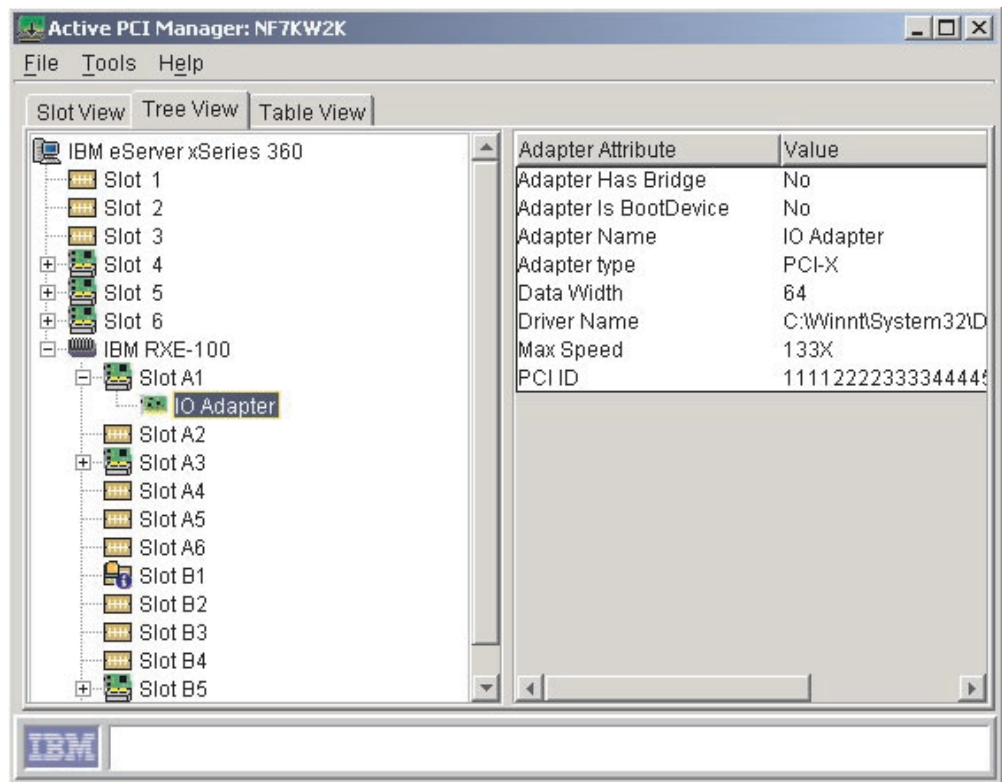 Active PCI Manager: NF7KW2K
File Tools Help
Slot View Tree View Table View
IBM eServer xSeries 360
Slot 1
Slot 2
Slot 3
Slot 4
Slot 5
Slot 6
IBM RXE-100
Slot A1
IO Adapter
Slot A2
Slot A3
Slot A4
Slot A5
Slot A6
Slot B1
Slot B2
Slot B3
Slot B4
Slot B5
Adapter Attribute Value
Adapter Has Bridge No
Adapter Is BootDevice No
Adapter Name IO Adapter
Adapter type PCI-X
Data Width 64
Driver Name C:\Winnt\System32\D
Max Speed 133X
PCI ID 11112222333344445
IBM